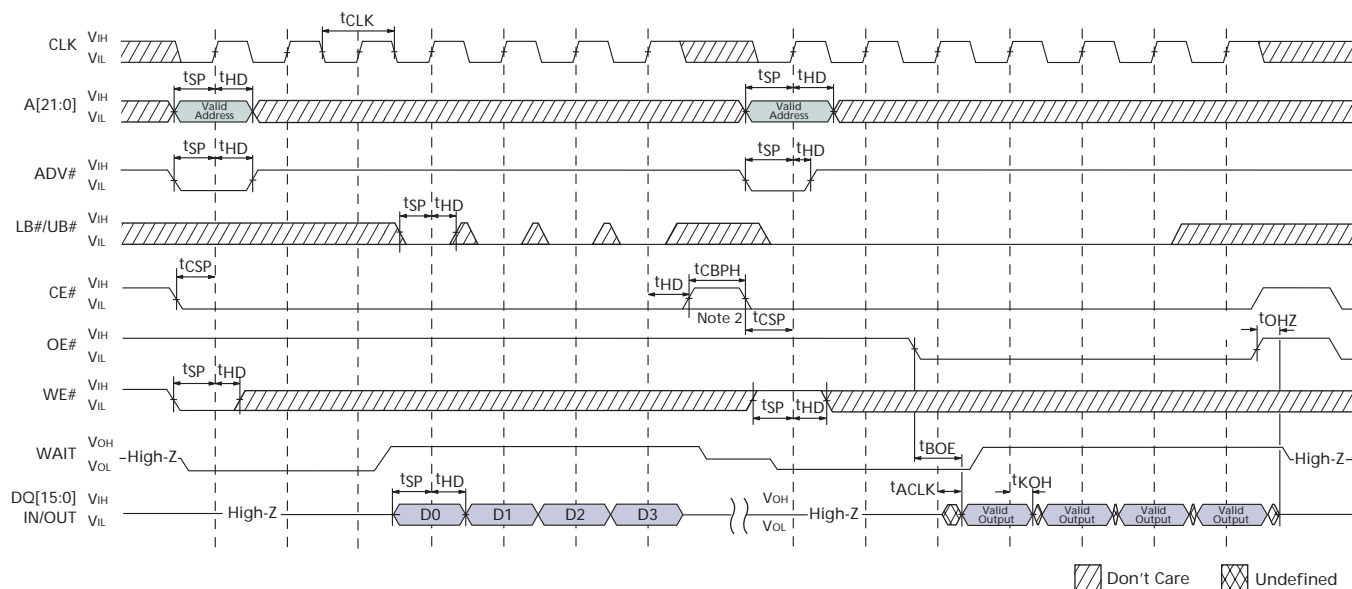 tCLK
CLK VIH
VIL
tSP tHD tSP tHD
A[21:0] VIH
VIL
Valid Address Valid Address
tSP tHD tSP tHD
ADV# VIH
VIL
tSP tHD
LB#/UB# VIH
VIL
tCSP tHD tCBPH
CE# VIH
VIL
Note 2 tCSP
OE# VIH
VIL
tOHZ
tSP tHD
WE# VIH
VIL
tSP tHD
WAIT VOH
VOL
High-Z High-Z
tBOE
tACLK tKOH
tSP tHD
DQ[15:0] VIH
IN/OUT VIL
High-Z D0 D1 D2 D3 VOH
VOL
High-Z Valid Output Valid Output Valid Output Valid Output
Don't Care Undefined